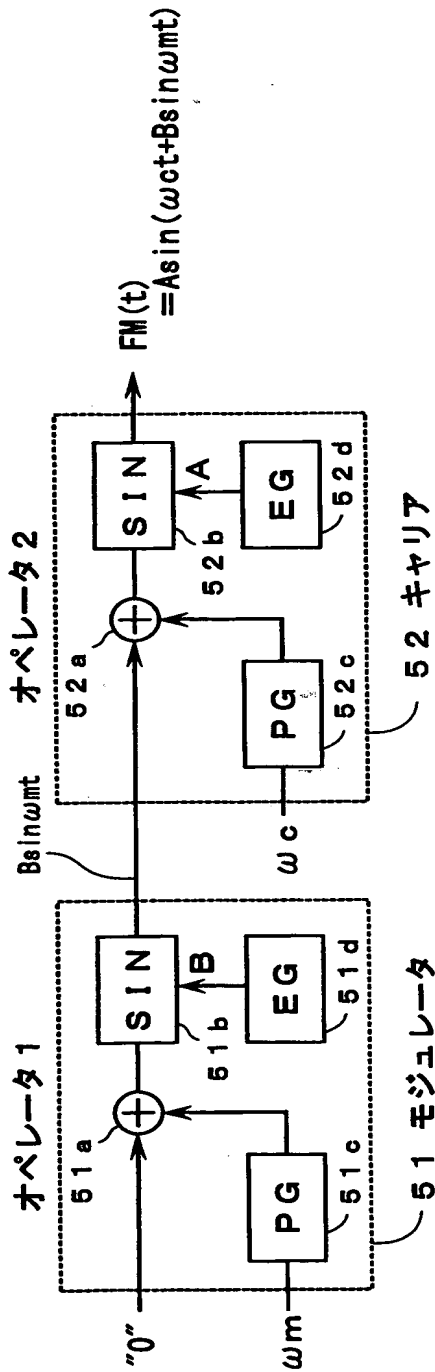 オペレータ1
オペレータ2
"0"
51a
SIN
51b
B
EG
51d
ωm
PG
51c
51 モジュレータ
Bsinωmt
52a
SIN
52b
A
EG
52d
ωc
PG
52c
52 キャリア
FM(t)
=Asin(ωct+Bsinωmt)